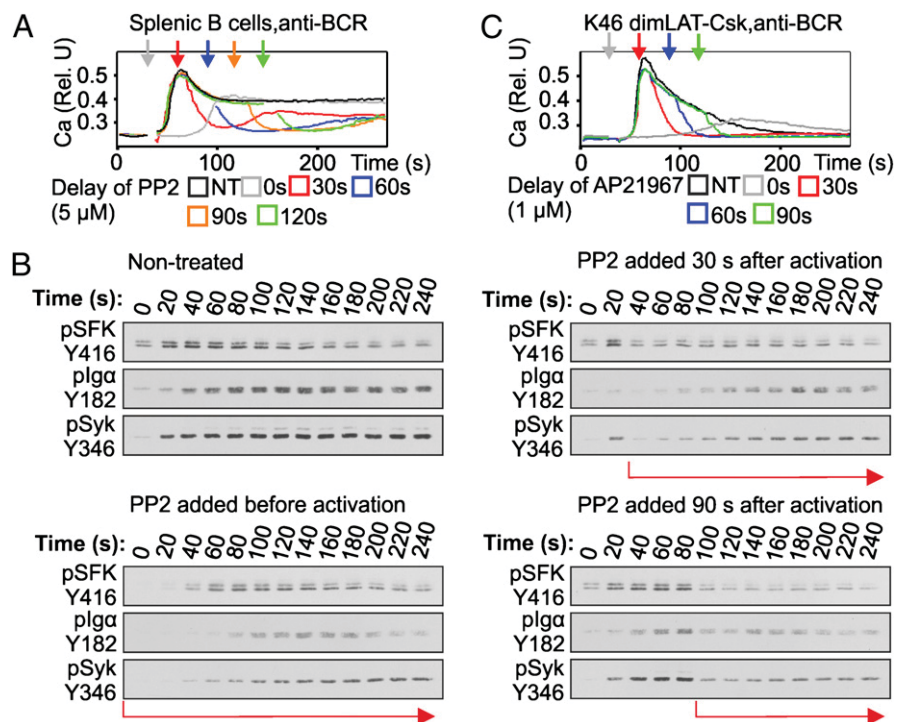 A
Splenic B cells,anti-BCR
Ca (Rel. U)
0.5
0.4
0.3
0 100 200 Time (s)
Delay of PP2 NT 0s 30s 60s
(5 µM) 90s 120s
C
K46 dimLAT-Csk,anti-BCR
Ca (Rel. U)
0.5
0.4
0.3
0 100 200 Time (s)
Delay of AP21967 NT 0s 30s
(1 µM) 60s 90s
B
Non-treated
Time (s): 0 20 40 60 80 100 120 140 160 180 200 220 240
pSFK
Y416
pIgα
Y182
pSyk
Y346
PP2 added 30 s after activation
Time (s): 0 20 40 60 80 100 120 140 160 180 200 220 240
pSFK
Y416
pIgα
Y182
pSyk
Y346
PP2 added before activation
Time (s): 0 20 40 60 80 100 120 140 160 180 200 220 240
pSFK
Y416
pIgα
Y182
pSyk
Y346
PP2 added 90 s after activation
Time (s): 0 20 40 60 80 100 120 140 160 180 200 220 240
pSFK
Y416
pIgα
Y182
pSyk
Y346